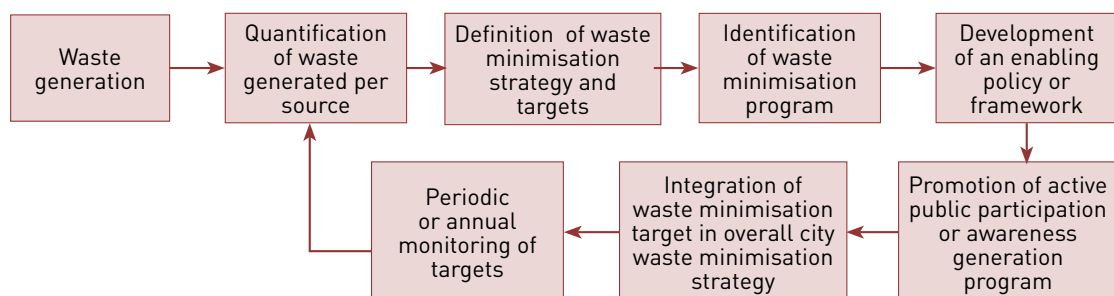 Waste
generation
Quantification
of waste
generated per
source
Definition of waste
minimisation
strategy and
targets
Identification
of waste
minimisation
program
Development
of an enabling
policy or
framework
Promotion of active
public participation
or awareness
generation
program
Integration of
waste minimisation
target in overall city
waste minimisation
strategy
Periodic
or annual
monitoring of
targets